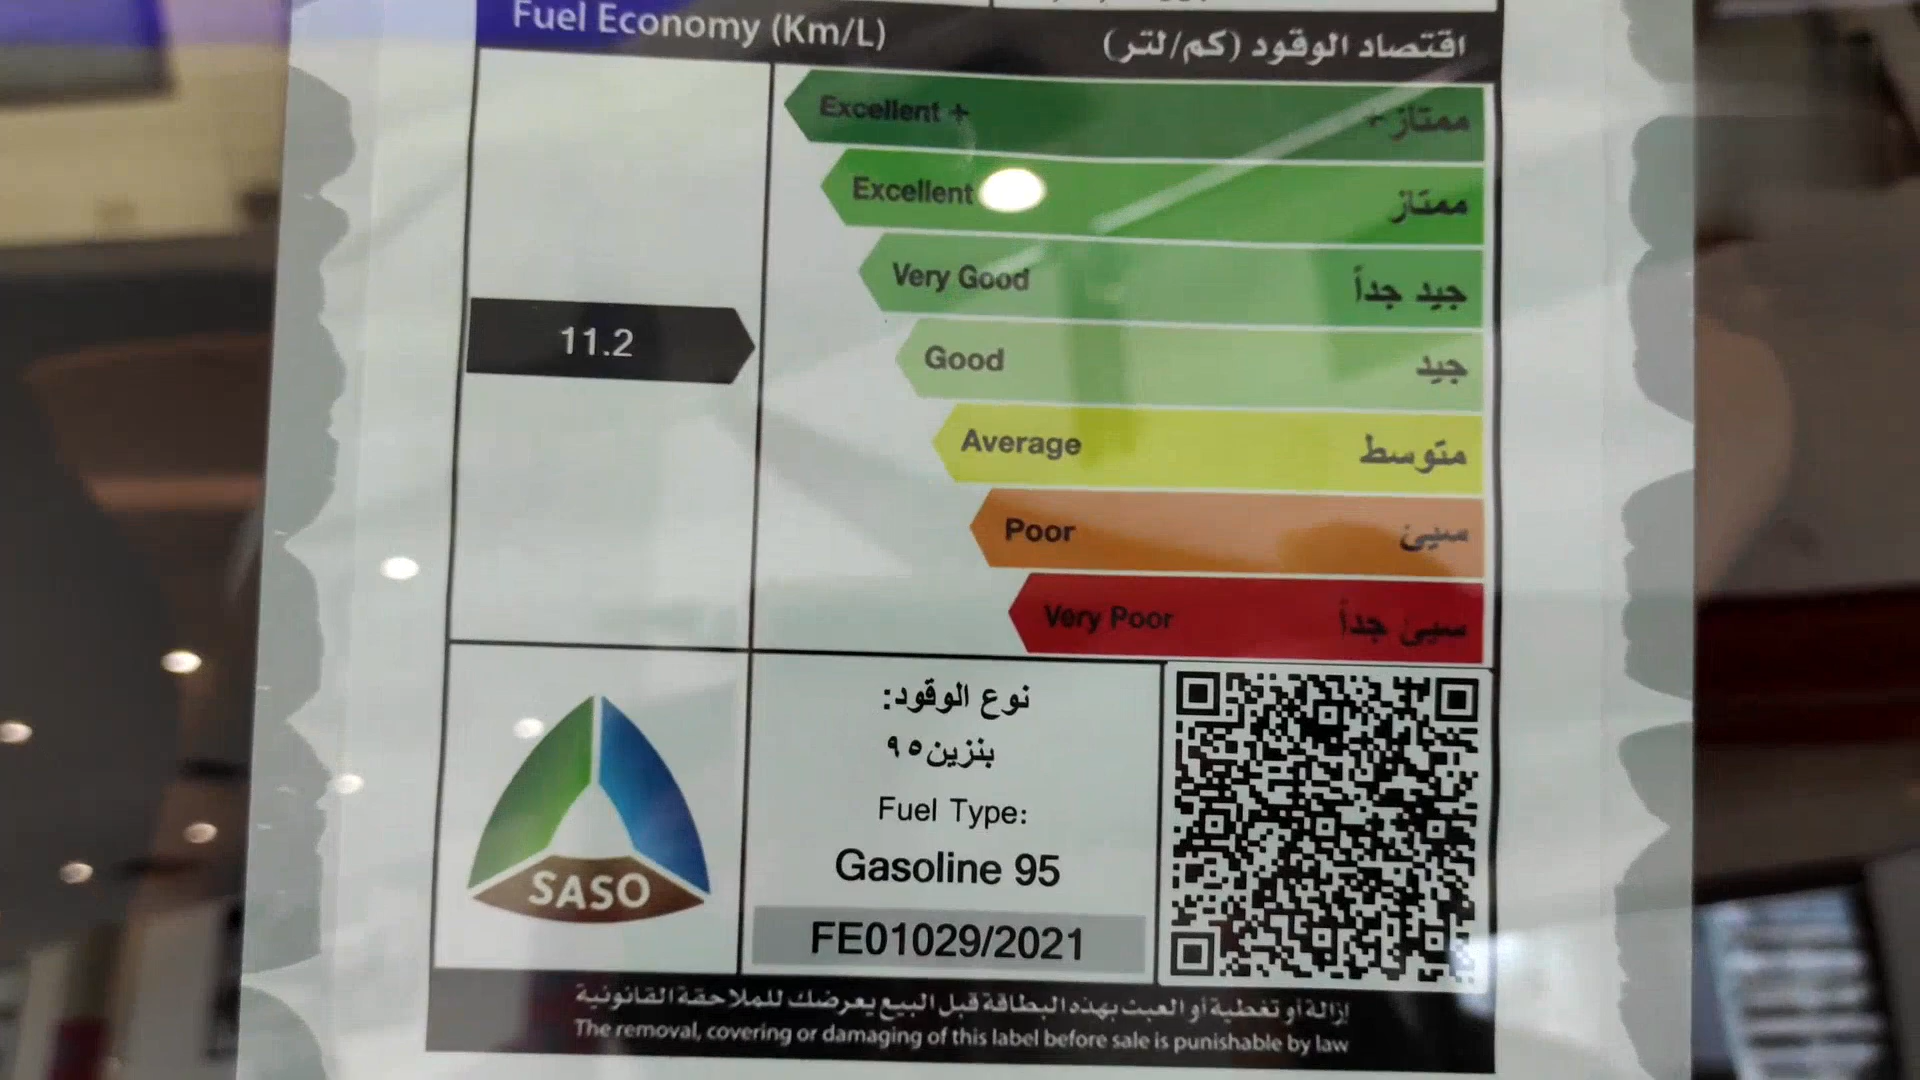 Fuel Economy (Km/L)
اقتصاد الوقود (كم/لتر)
Excellent +
ممتاز+
Excellent
ممتاز
Very Good
جيد جداً
11.2
Good
جيد
Average
متوسط
Poor
سيئ
Very Poor
سيئ جداً
SASO
نوع الوقود:
بنزين ٩٥
Fuel Type:
Gasoline 95
FE01029/2021
إزالة أو تغطية أو العبث بهذه البطاقة قبل البيع يعرضك للملاحقة القانونية
The removal, covering or damaging of this label before sale is punishable by law